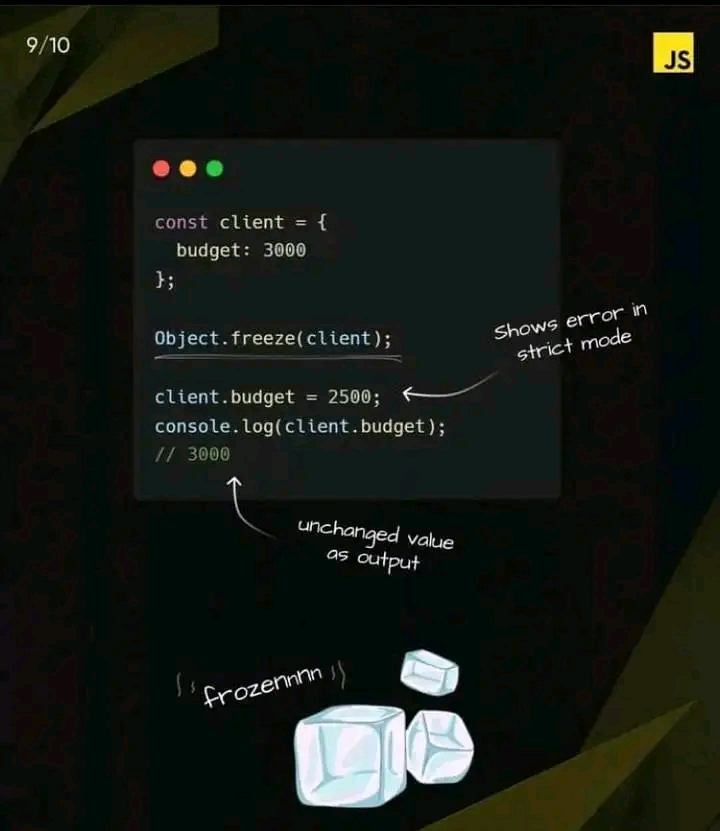 9/10
JS
const client = {
  budget: 3000
};
Object.freeze(client);
client.budget = 2500;
console.log(client.budget);
// 3000
Shows error in
strict mode
unchanged value
as output
frozennnn